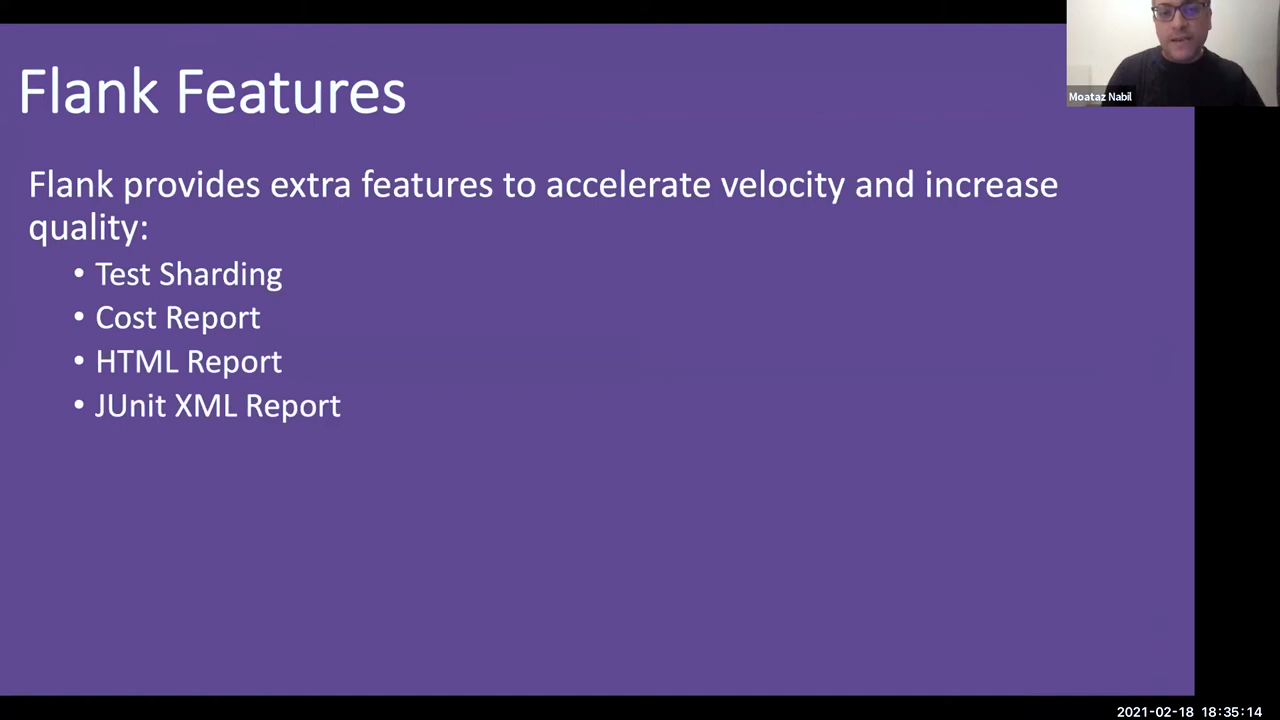 Flank Features
Moataz Nabil
Flank provides extra features to accelerate velocity and increase
quality:
• Test Sharding
• Cost Report
• HTML Report
• JUnit XML Report
2021-02-18 18:35:14